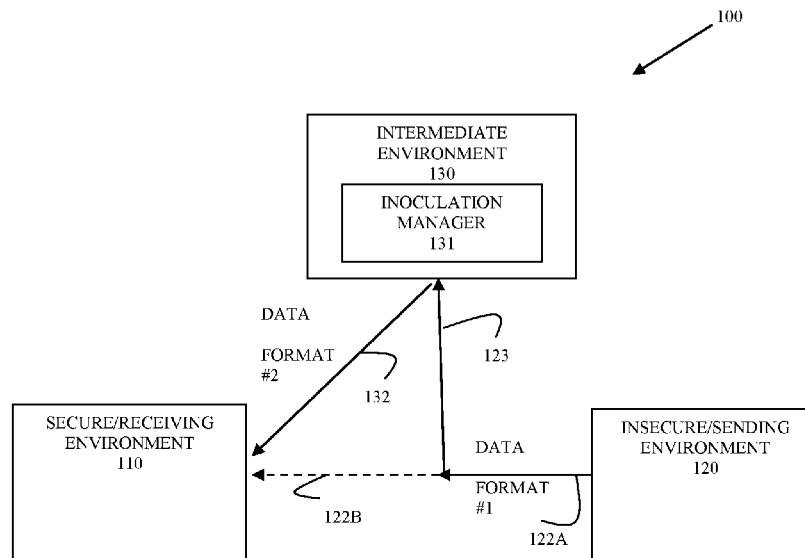 100
INTERMEDIATE
ENVIRONMENT
130
INOCULATION
MANAGER
131
DATA
FORMAT
#2
132
123
SECURE/RECEIVING
ENVIRONMENT
110
DATA
FORMAT
#1
122A
122B
INSECURE/SENDING
ENVIRONMENT
120